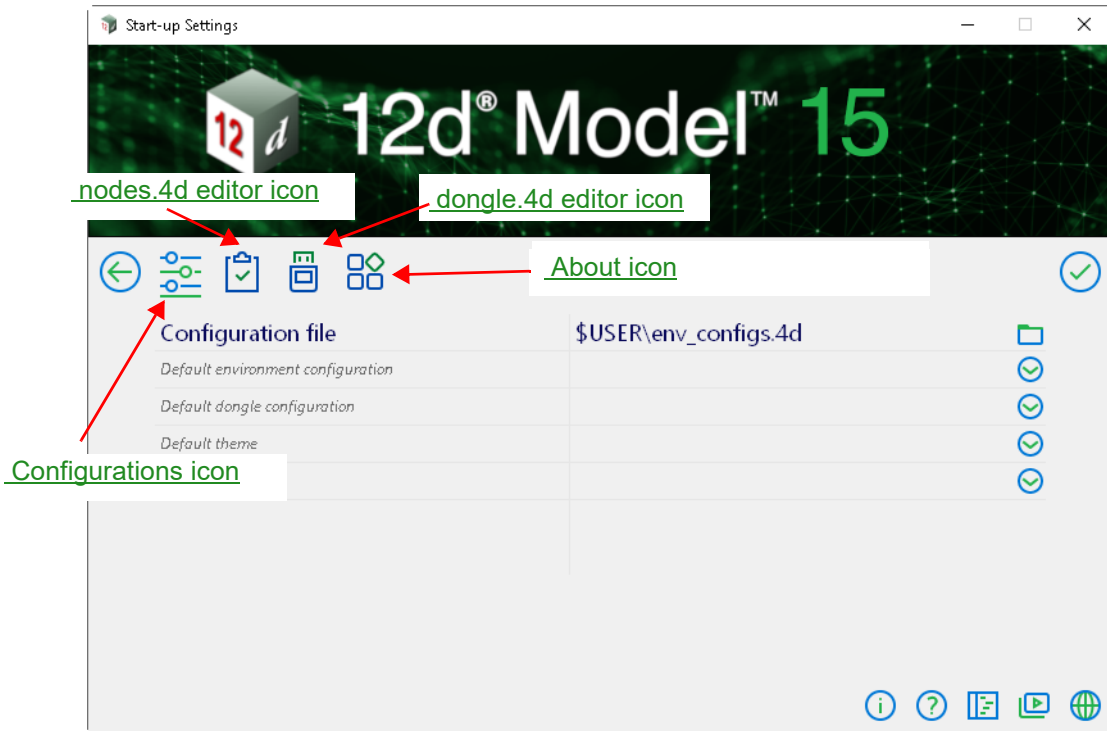 Start-up Settings
12d
12d® Model™ 15
nodes.4d editor icon
dongle.4d editor icon
About icon
Configuration file $USER\env_configs.4d
Default environment configuration
Default dongle configuration
Default theme
Configurations icon